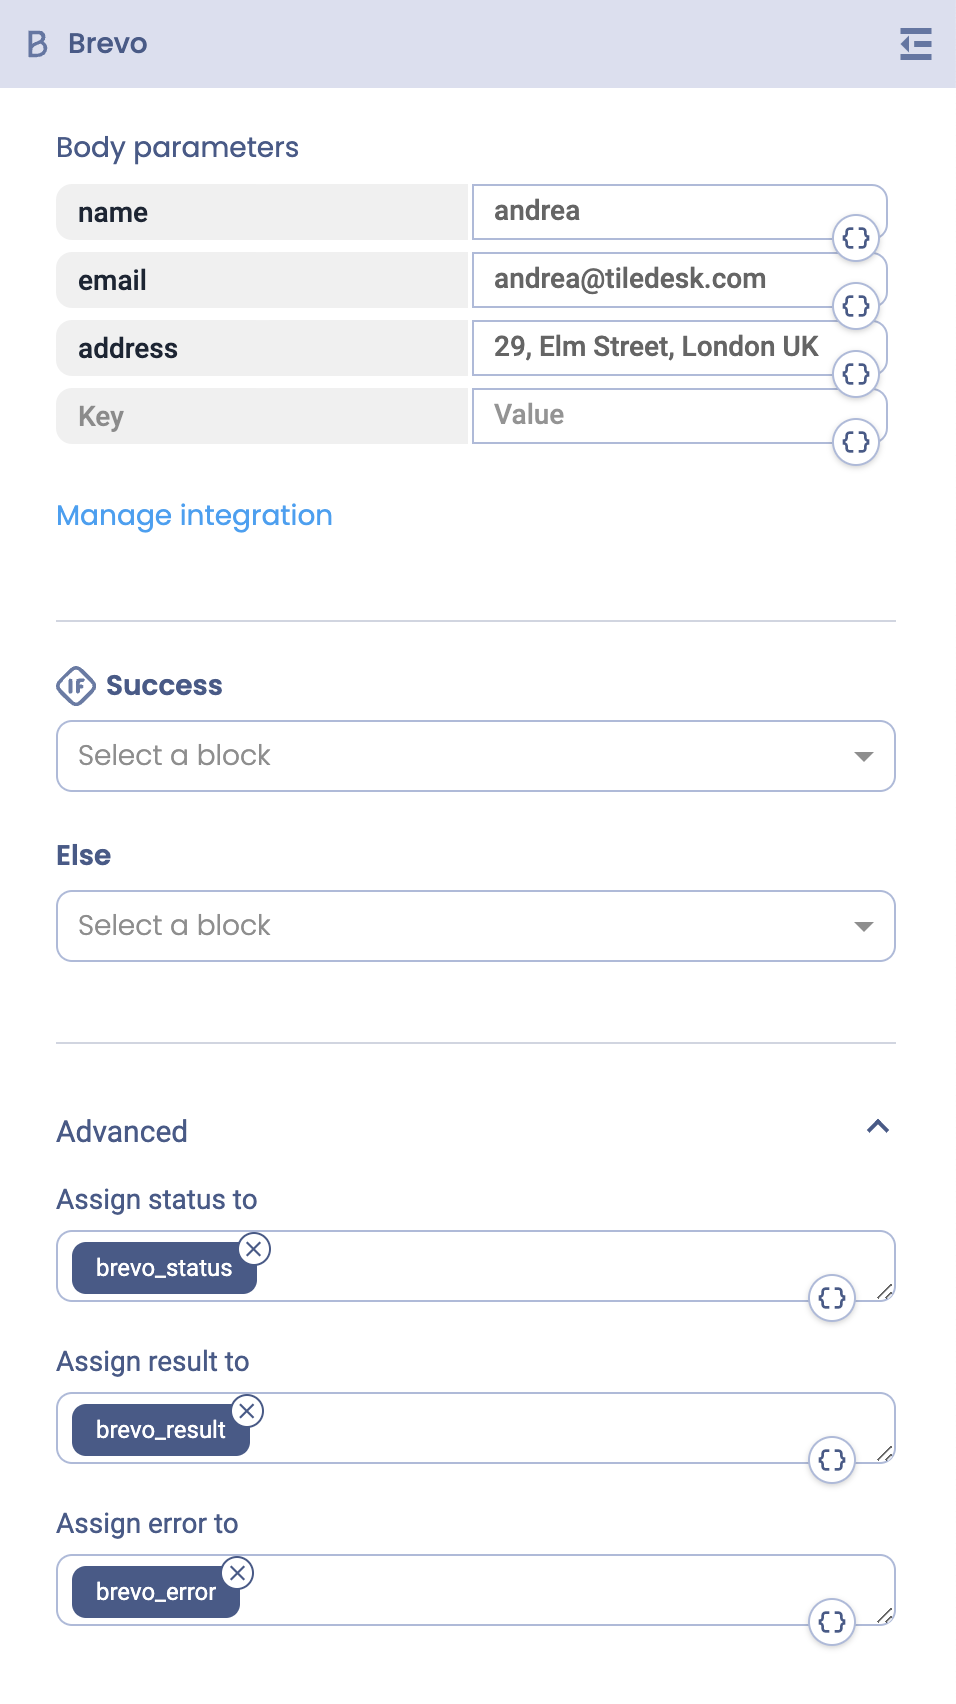 Brevo
Body parameters
name andrea
email andrea@tiledesk.com
address 29, Elm Street, London UK
Key Value
Manage integration
IF Success
Select a block
Else
Select a block
Advanced
Assign status to
brevo_status
Assign result to
brevo_result
Assign error to
brevo_error